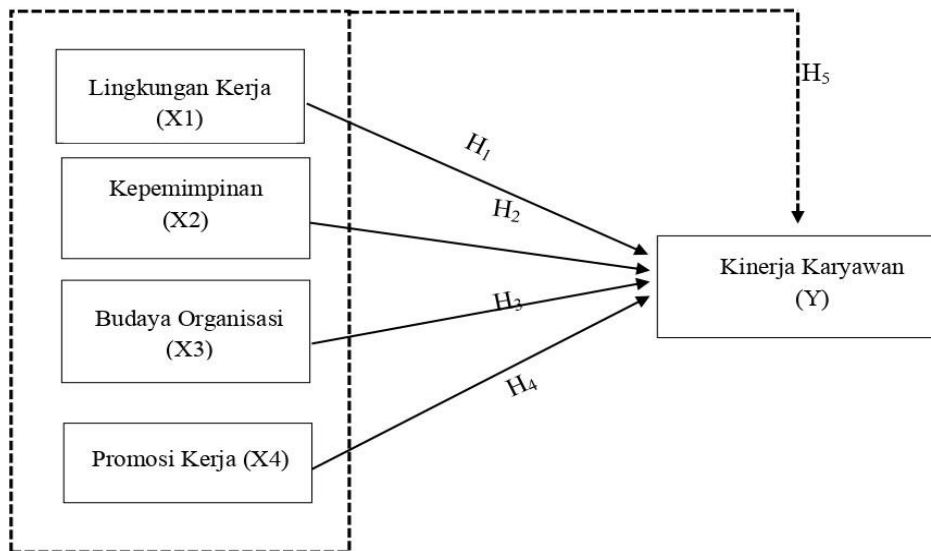 Lingkungan Kerja
(X1)
Kepemimpinan
(X2)
Budaya Organisasi
(X3)
Promosi Kerja (X4)
H₁
H₂
H₃
H₄
H₅
Kinerja Karyawan
(Y)